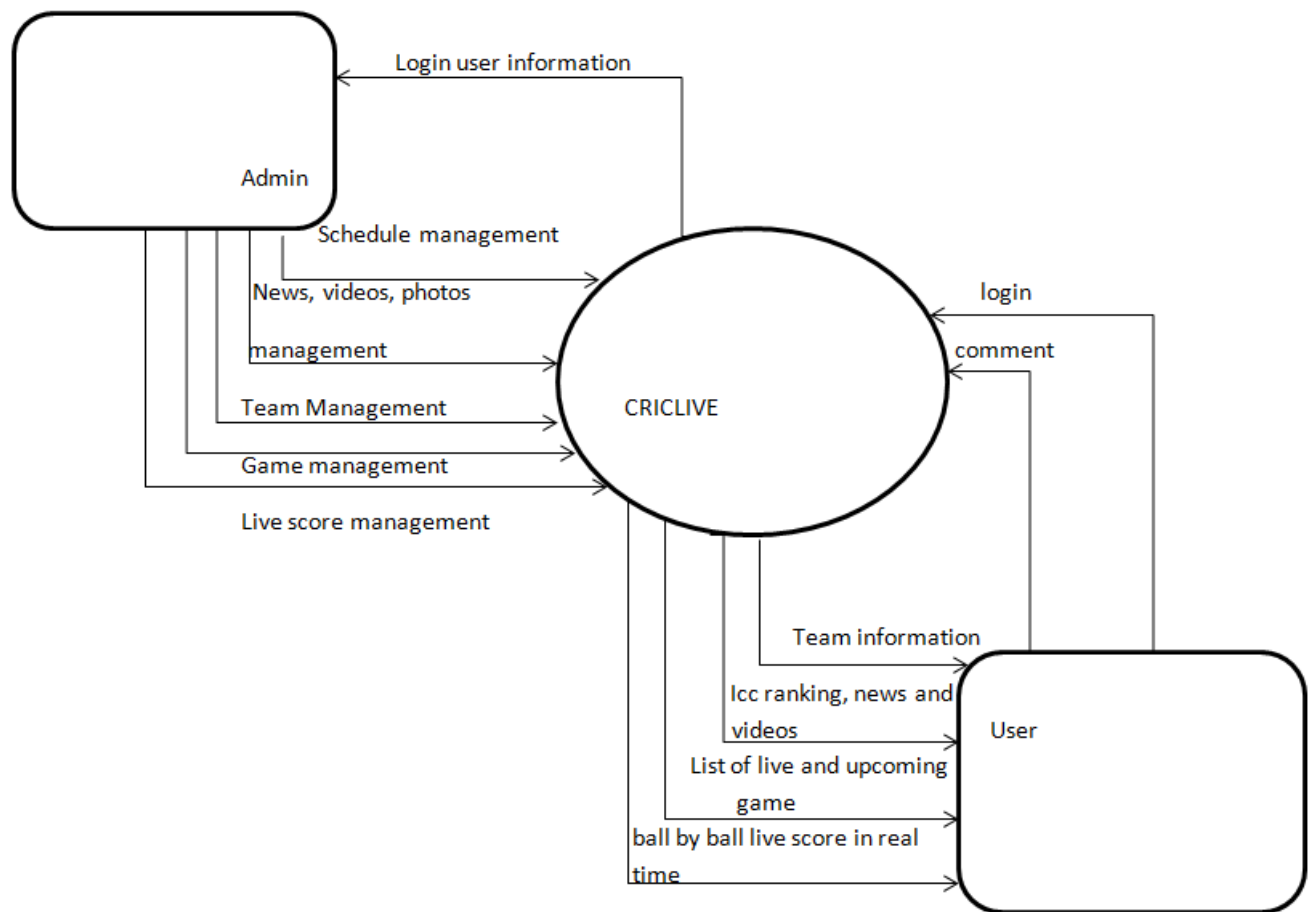 Login user information
Admin
Schedule management
News, videos, photos
management
Team Management
Game management
Live score management
CRICLIVE
login
comment
Team information
Icc ranking, news and
videos
List of live and upcoming
game
ball by ball live score in real
time
User